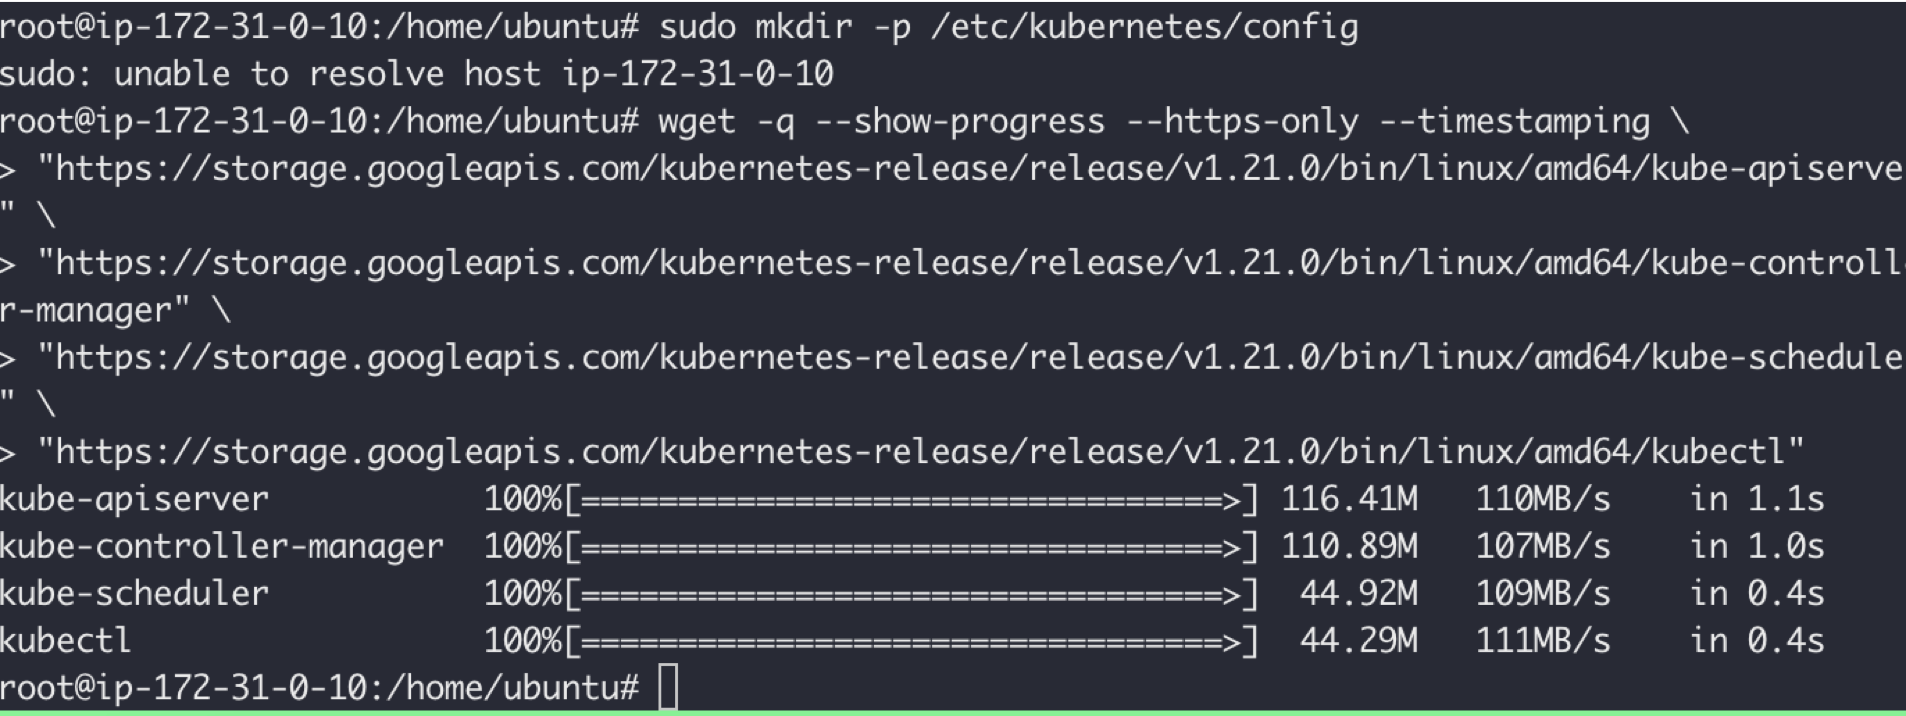 root@ip-172-31-0-10:/home/ubuntu# sudo mkdir -p /etc/kubernetes/config
sudo: unable to resolve host ip-172-31-0-10
root@ip-172-31-0-10:/home/ubuntu# wget -q --show-progress --https-only --timestamping \
> "https://storage.googleapis.com/kubernetes-release/release/v1.21.0/bin/linux/amd64/kube-apiserve
" \
> "https://storage.googleapis.com/kubernetes-release/release/v1.21.0/bin/linux/amd64/kube-controll
r-manager" \
> "https://storage.googleapis.com/kubernetes-release/release/v1.21.0/bin/linux/amd64/kube-schedule
" \
> "https://storage.googleapis.com/kubernetes-release/release/v1.21.0/bin/linux/amd64/kubectl"
kube-apiserver 100%[=================================>] 116.41M 110MB/s in 1.1s
kube-controller-manager 100%[=================================>] 110.89M 107MB/s in 1.0s
kube-scheduler 100%[=================================>] 44.92M 109MB/s in 0.4s
kubectl 100%[=================================>] 44.29M 111MB/s in 0.4s
root@ip-172-31-0-10:/home/ubuntu#